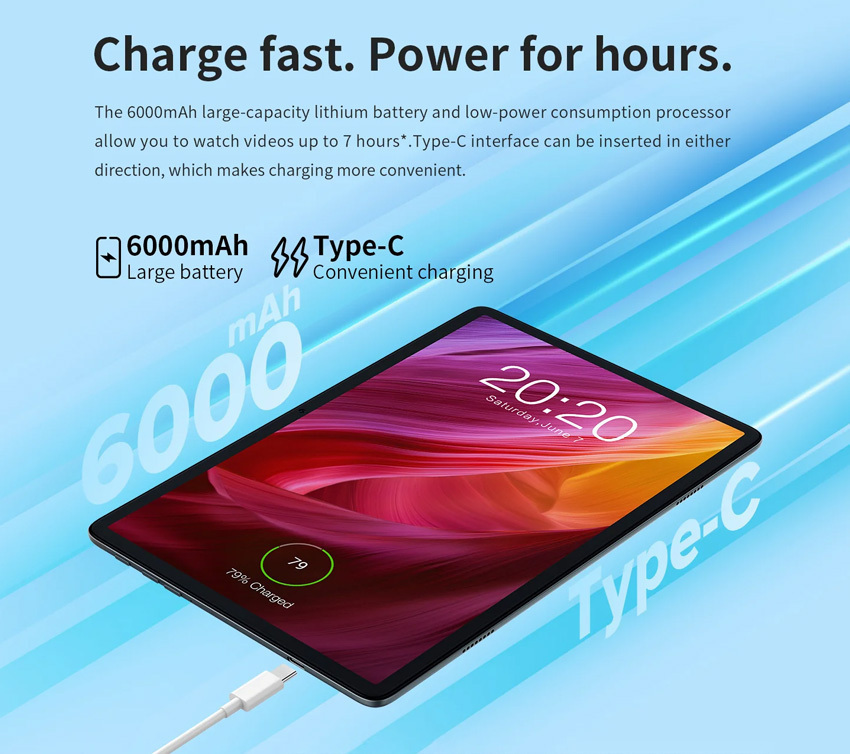 Charge fast. Power for hours.
The 6000mAh large-capacity lithium battery and low-power consumption processor
allow you to watch videos up to 7 hours*.Type-C interface can be inserted in either
direction, which makes charging more convenient.
6000mAh
Large battery
Type-C
Convenient charging
mAh
6000
20:20
Saturday,June 7
79
79% Charged
Type-C